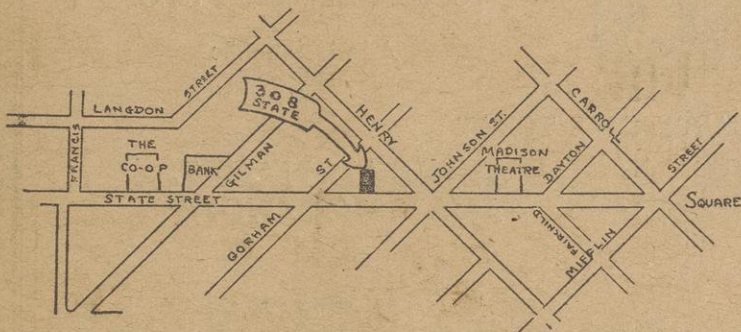 LANGDON STREET
FRANCIS
THE
CO-OP
BANK
GILMAN
ST.
308
STATE
HENRY
JOHNSON ST.
MADISON
THEATRE
DAYTON
CARROLL
STREET
STATE STREET
SQUARE
GORHAM
FAIRCHILD
MIFFLIN